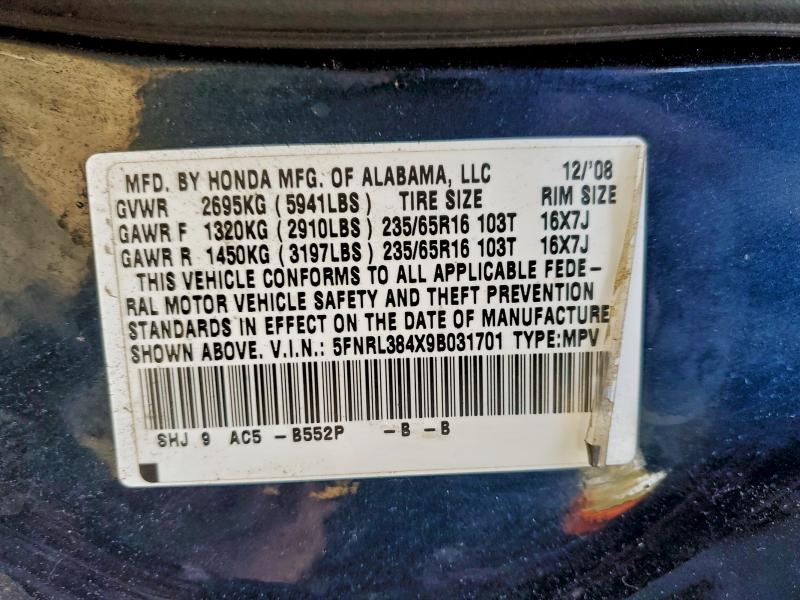 MFD. BY HONDA MFG. OF ALABAMA, LLC 12/'08
GVWR 2695KG (5941LBS) TIRE SIZE RIM SIZE
GAWR F 1320KG (2910LBS) 235/65R16 103T 16X7J
GAWR R 1450KG (3197LBS) 235/65R16 103T 16X7J
THIS VEHICLE CONFORMS TO ALL APPLICABLE FEDE-
RAL MOTOR VEHICLE SAFETY AND THEFT PREVENTION
STANDARDS IN EFFECT ON THE DATE OF MANUFACTURE
SHOWN ABOVE. V.I.N.: 5FNRL384X9B031701 TYPE:MPV
SHJ 9 AC5 -B552P -B -B